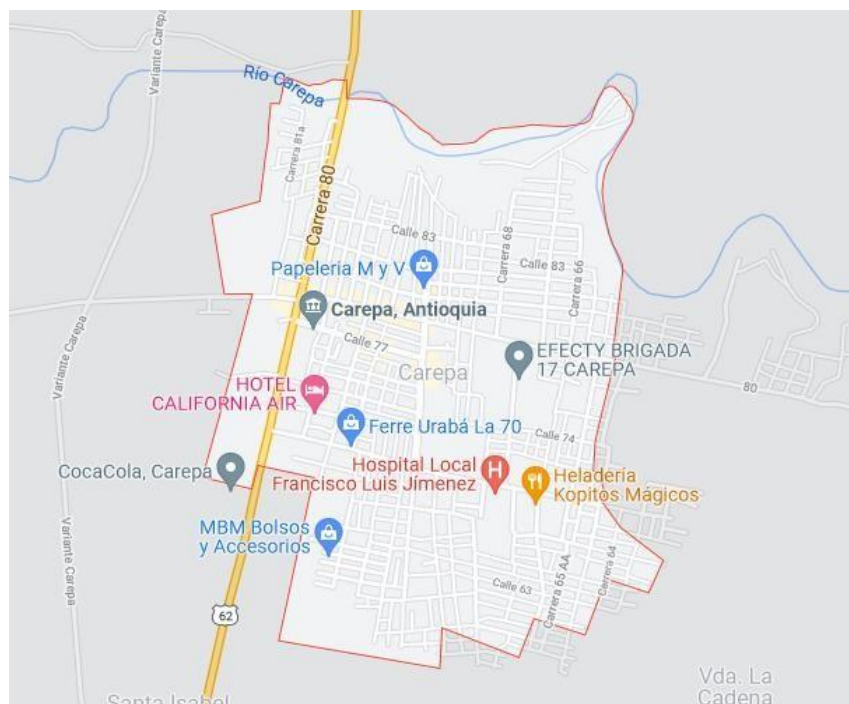 Variante Carepa
Río Carepa
Carrera 81a
Carrera 80
Calle 83
Carrera 68
Calle 83
Carrera 66
Papeleria M y V
Carepa, Antioquia
Calle 77
Carepa
EFECTY BRIGADA
17 CAREPA
Variante Carepa
80
HOTEL
CALIFORNIA AIR
Ferre Urabá La 70
Calle 74
CocaCola, Carepa
Hospital Local
Francisco Luis Jímenez
H
Heladería
Kopitos Mágicos
MBM Bolsos
y Accesorios
Variante Carepa
Calle 63
Carrera 65 AA
Carrera 64
62
Santa Isabel
Vda. La
Cadena